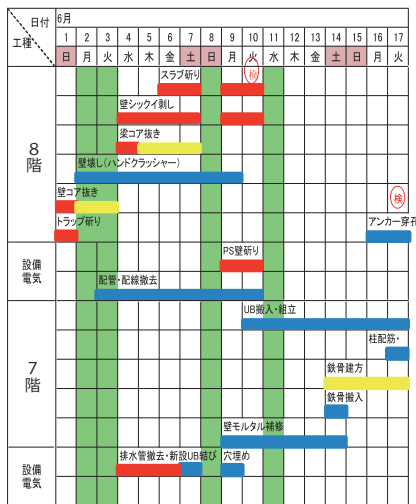 日付 6月
工種 1 2 3 4 5 6 7 8 9 10 11 12 13 14 15 16 17
日 月 火 水 木 金 土 日 月 火 水 木 金 土 日 月 火
スラブ斫り 検
壁シックイ剥し
梁コア抜き
8階
壁壊し(ハンドクラッシャー)
壁コア抜き 検
トラップ斫り アンカー穿孔
設備
電気
PS壁斫り
配管・配線撤去
UB搬入・組立
柱配筋・
7階
鉄骨建方
鉄骨搬入
壁モルタル補修
設備
電気
排水管撤去・新設UB結び 穴埋め